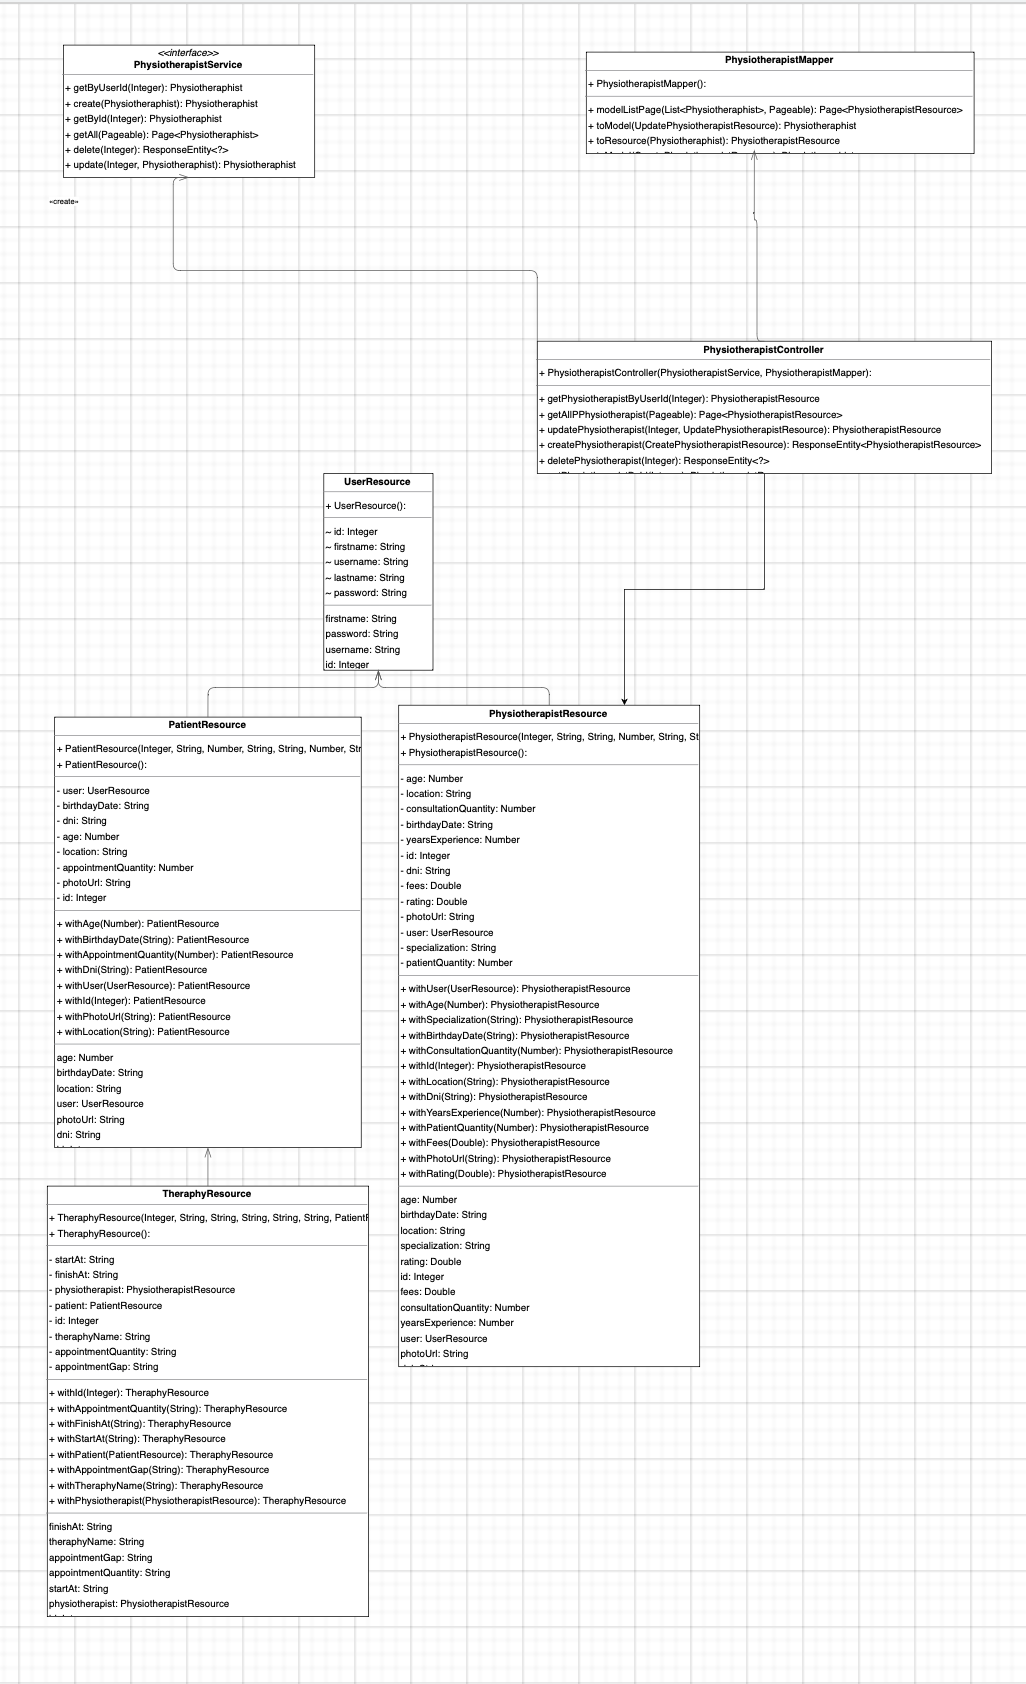 <<interface>>
PhysiotherapistService
+ getByUserId(Integer): Physiotheraphist
+ create(Physiotheraphist): Physiotheraphist
+ getById(Integer): Physiotheraphist
+ getAll(Pageable): Page<Physiotheraphist>
+ delete(Integer): ResponseEntity<?>
+ update(Integer, Physiotheraphist): Physiotheraphist
«create»
PhysiotherapistMapper
+ PhysiotherapistMapper():
+ modelListPage(List<Physiotheraphist>, Pageable): Page<PhysiotherapistResource>
+ toModel(UpdatePhysiotherapistResource): Physiotheraphist
+ toResource(Physiotheraphist): PhysiotherapistResource
PhysiotherapistController
+ PhysiotherapistController(PhysiotherapistService, PhysiotherapistMapper):
+ getPhysiotherapistByUserId(Integer): PhysiotherapistResource
+ getAllPPhysiotherapist(Pageable): Page<PhysiotherapistResource>
+ updatePhysiotherapist(Integer, UpdatePhysiotherapistResource): PhysiotherapistResource
+ createPhysiotherapist(CreatePhysiotherapistResource): ResponseEntity<PhysiotherapistResource>
+ deletePhysiotherapist(Integer): ResponseEntity<?>
UserResource
+ UserResource():
~ id: Integer
~ firstname: String
~ username: String
~ lastname: String
~ password: String
firstname: String
password: String
username: String
id: Integer
PatientResource
+ PatientResource(Integer, String, Number, String, String, Number, Str
+ PatientResource():
- user: UserResource
- birthdayDate: String
- dni: String
- age: Number
- location: String
- appointmentQuantity: Number
- photoUrl: String
- id: Integer
+ withAge(Number): PatientResource
+ withBirthdayDate(String): PatientResource
+ withAppointmentQuantity(Number): PatientResource
+ withDni(String): PatientResource
+ withUser(UserResource): PatientResource
+ withId(Integer): PatientResource
+ withPhotoUrl(String): PatientResource
+ withLocation(String): PatientResource
age: Number
birthdayDate: String
location: String
user: UserResource
photoUrl: String
dni: String
PhysiotherapistResource
+ PhysiotherapistResource(Integer, String, String, Number, String, St
+ PhysiotherapistResource():
- age: Number
- location: String
- consultationQuantity: Number
- birthdayDate: String
- yearsExperience: Number
- id: Integer
- dni: String
- fees: Double
- rating: Double
- photoUrl: String
- user: UserResource
- specialization: String
- patientQuantity: Number
+ withUser(UserResource): PhysiotherapistResource
+ withAge(Number): PhysiotherapistResource
+ withSpecialization(String): PhysiotherapistResource
+ withBirthdayDate(String): PhysiotherapistResource
+ withConsultationQuantity(Number): PhysiotherapistResource
+ withId(Integer): PhysiotherapistResource
+ withLocation(String): PhysiotherapistResource
+ withDni(String): PhysiotherapistResource
+ withYearsExperience(Number): PhysiotherapistResource
+ withPatientQuantity(Number): PhysiotherapistResource
+ withFees(Double): PhysiotherapistResource
+ withPhotoUrl(String): PhysiotherapistResource
+ withRating(Double): PhysiotherapistResource
age: Number
birthdayDate: String
location: String
specialization: String
rating: Double
id: Integer
fees: Double
consultationQuantity: Number
yearsExperience: Number
user: UserResource
photoUrl: String
TheraphyResource
+ TheraphyResource(Integer, String, String, String, String, String, PatientF
+ TheraphyResource():
- startAt: String
- finishAt: String
- physiotherapist: PhysiotherapistResource
- patient: PatientResource
- id: Integer
- theraphyName: String
- appointmentQuantity: String
- appointmentGap: String
+ withId(Integer): TheraphyResource
+ withAppointmentQuantity(String): TheraphyResource
+ withFinishAt(String): TheraphyResource
+ withStartAt(String): TheraphyResource
+ withPatient(PatientResource): TheraphyResource
+ withAppointmentGap(String): TheraphyResource
+ withTheraphyName(String): TheraphyResource
+ withPhysiotherapist(PhysiotherapistResource): TheraphyResource
finishAt: String
theraphyName: String
appointmentGap: String
appointmentQuantity: String
startAt: String
physiotherapist: PhysiotherapistResource